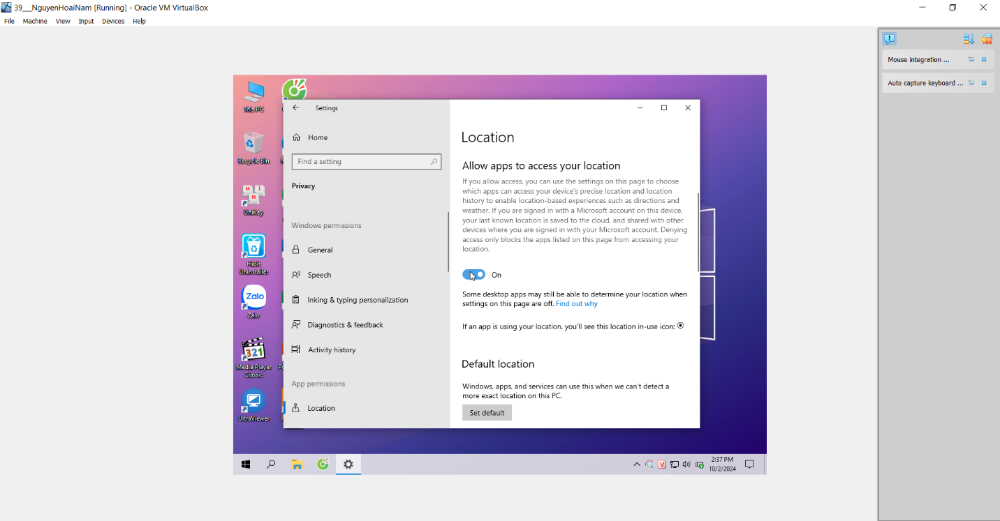 39__NguyenHoaiNam [Running] - Oracle VM VirtualBox
File Machine View Input Devices Help
Mouse integration ...
Auto capture keyboard ...
This PC
Recycle Bin
UniKey
HiBit
Uninstaller
Zalo
Zalo
321
Media Player
Classic
UltraViewer
Settings
Home
Find a setting
Privacy
Windows permissions
General
Speech
Inking & typing personalization
Diagnostics & feedback
Activity history
App permissions
Location
Location
Allow apps to access your location
If you allow access, you can use the settings on this page to choose
which apps can access your device's precise location and location
history to enable location-based experiences such as directions and
weather. If you are signed in with a Microsoft account on this device,
your last known location is saved to the cloud, and shared with other
devices where you are signed in with your Microsoft account. Denying
access only blocks the apps listed on this page from accessing your
location.
On
Some desktop apps may still be able to determine your location when
settings on this page are off. Find out why
If an app is using your location, you'll see this location in-use icon:
Default location
Windows, apps, and services can use this when we can't detect a
more exact location on this PC.
Set default
V
2:37 PM
10/2/2024